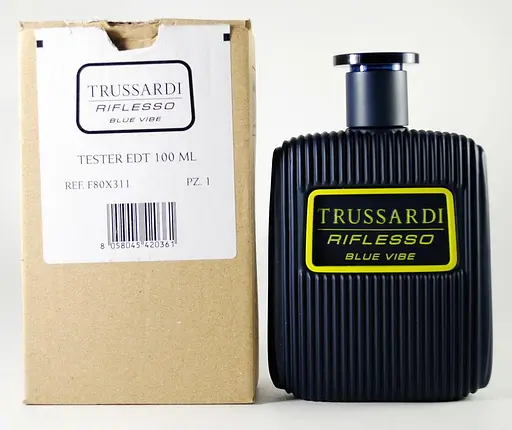 TRUSSARDI
RIFLESSO
BLUE VIBE
TESTER EDT 100 ML
REF. F80X311 PZ. 1
8 058045 420361
TRUSSARDI
RIFLESSO
BLUE VIBE